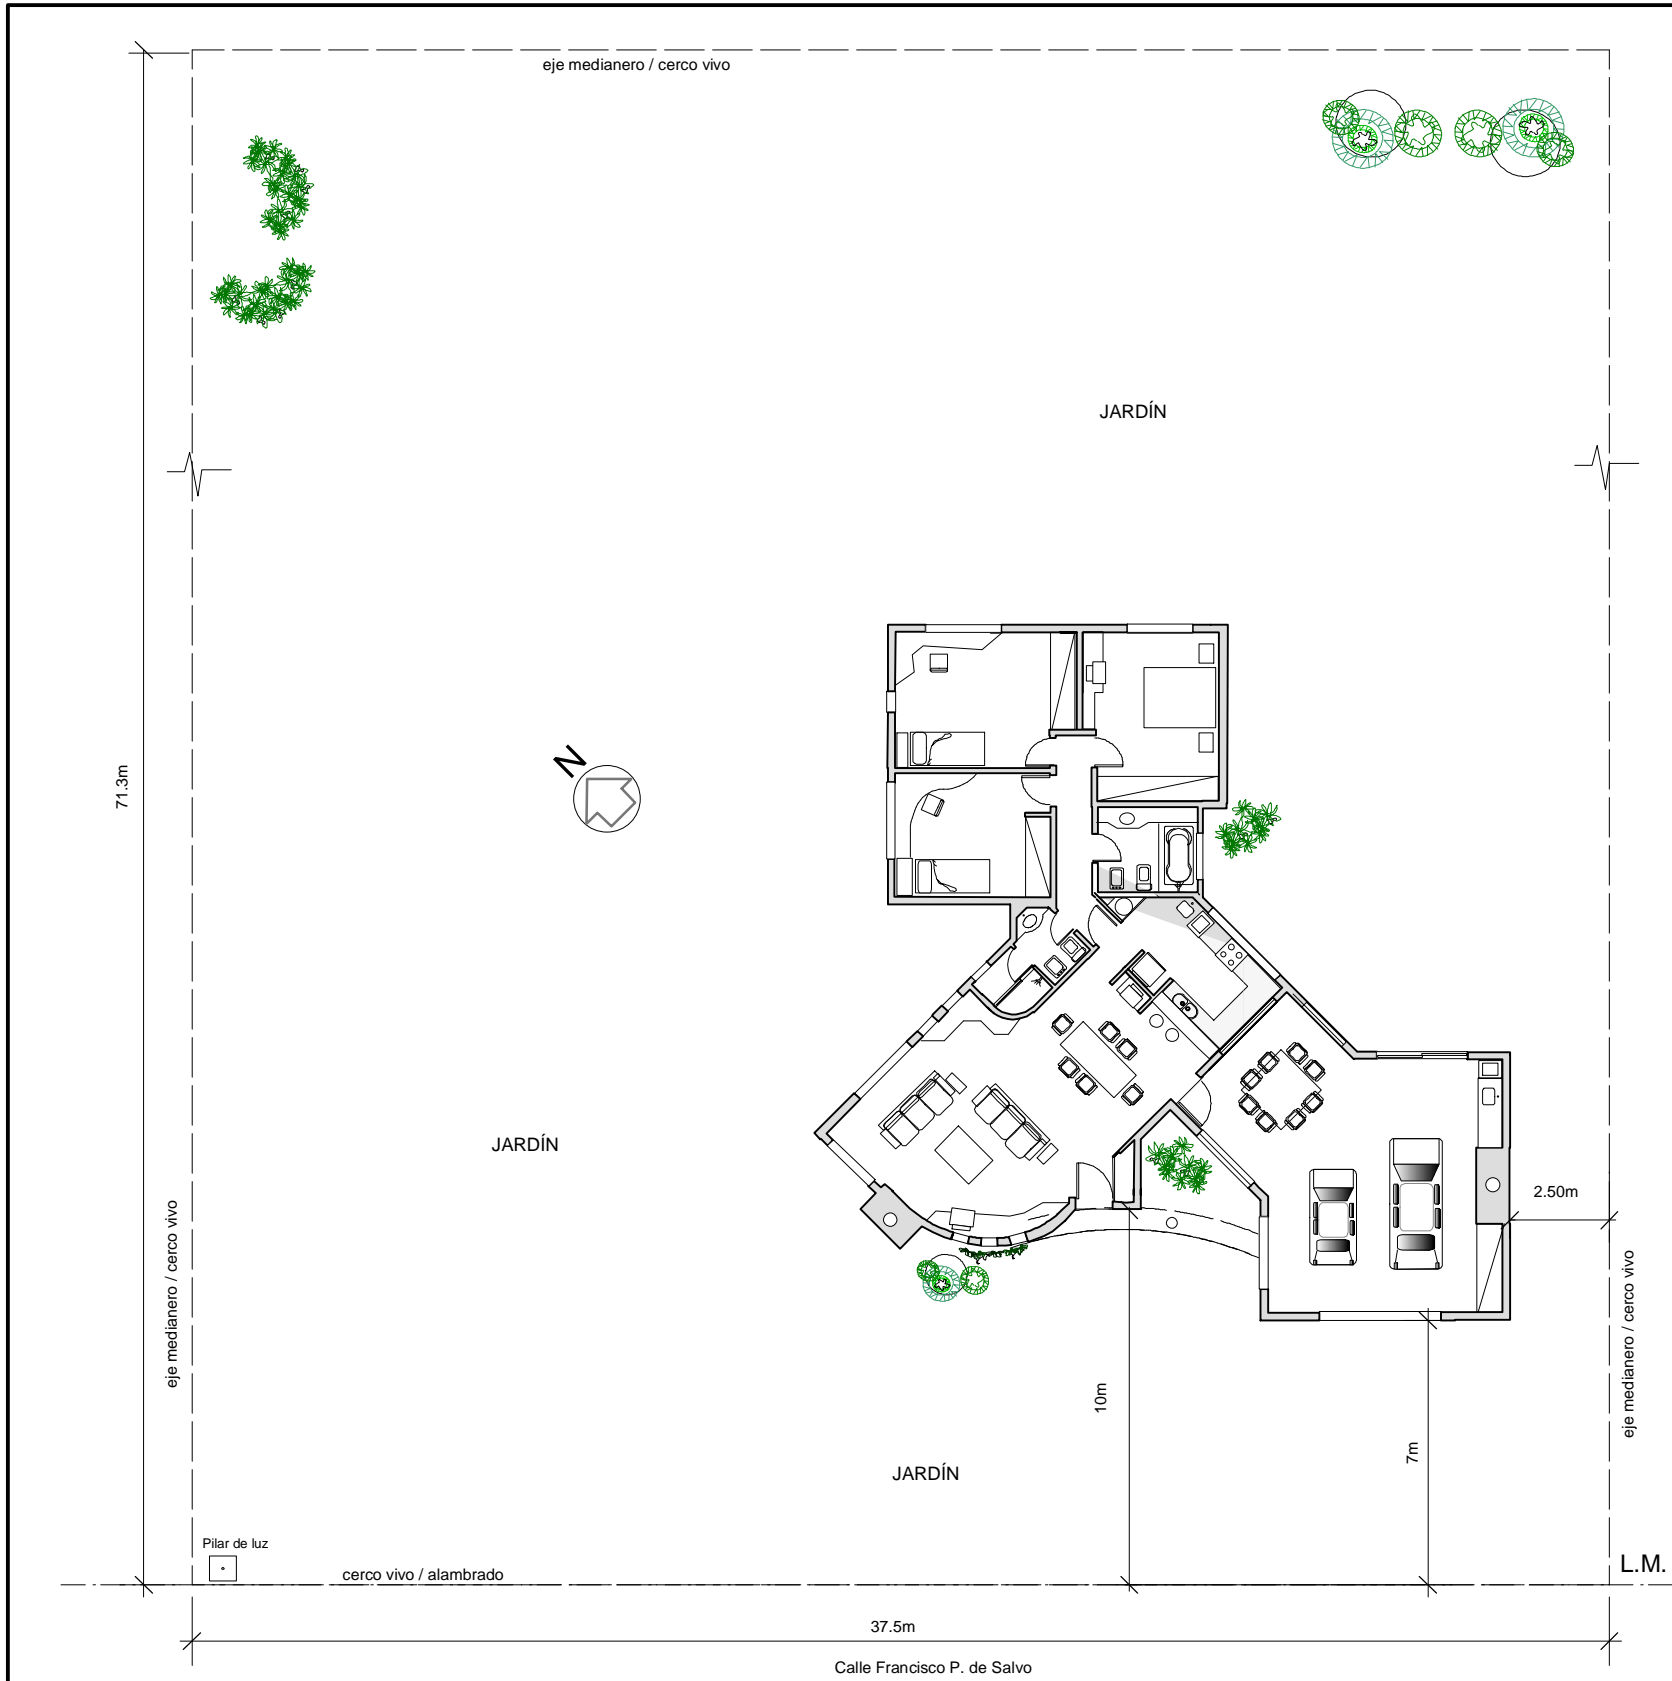 eje medianero / cerco vivo
JARDÍN
N
71.3m
JARDÍN
2.50m
eje medianero / cerco vivo
eje medianero / cerco vivo
10m
7m
JARDÍN
Pilar de luz
L.M.
cerco vivo / alambrado
37.5m
Calle Francisco P. de Salvo